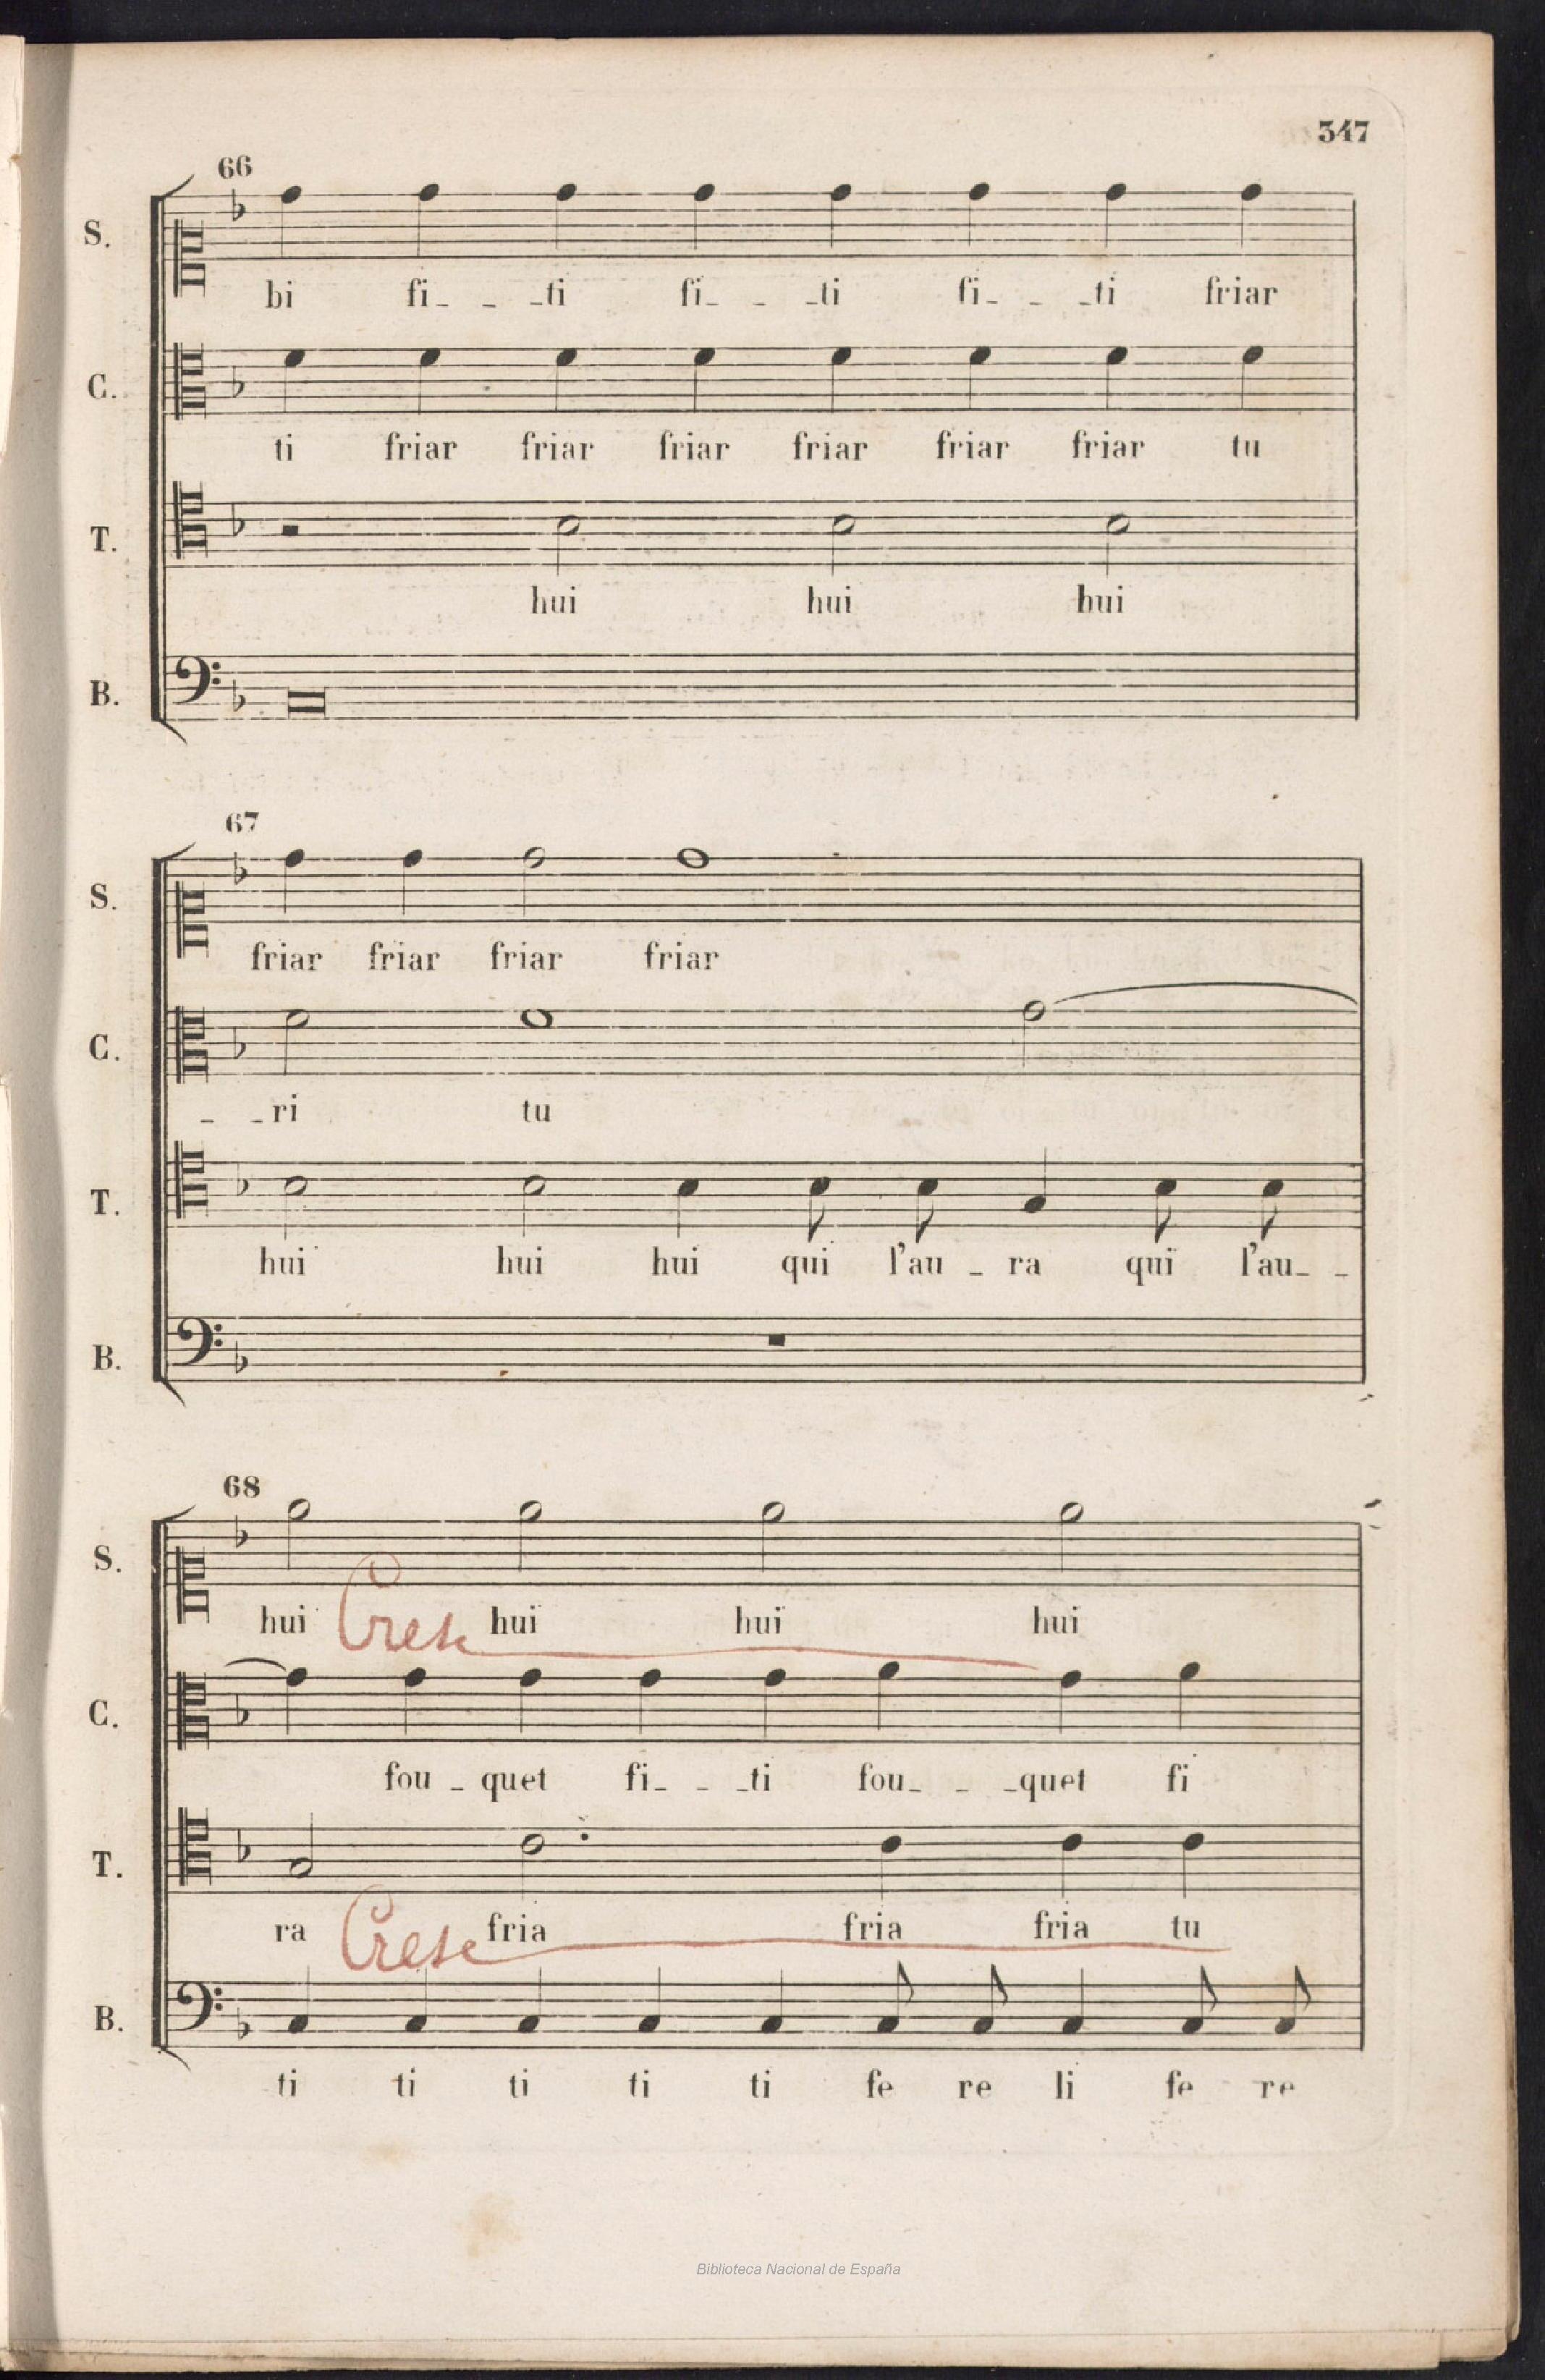 347
66
S.
bi fi_ _ _ti fi_ _ _ti fi_ _ _ti friar
C.
ti friar friar friar friar friar friar tu
T.
hui hui hui
B.
67
S.
friar friar friar friar
C.
_ _ri tu
T.
hui hui hui qui l'au _ ra qui l'au_ _
B.
68
S.
hui hui hui hui
Cresc
C.
fou _ quet fi_ _ _ti fou_ _ _quet fi
T.
ra fria fria fria tu
Cresc
B.
ti ti ti ti ti fe re li fe re
Biblioteca Nacional de España